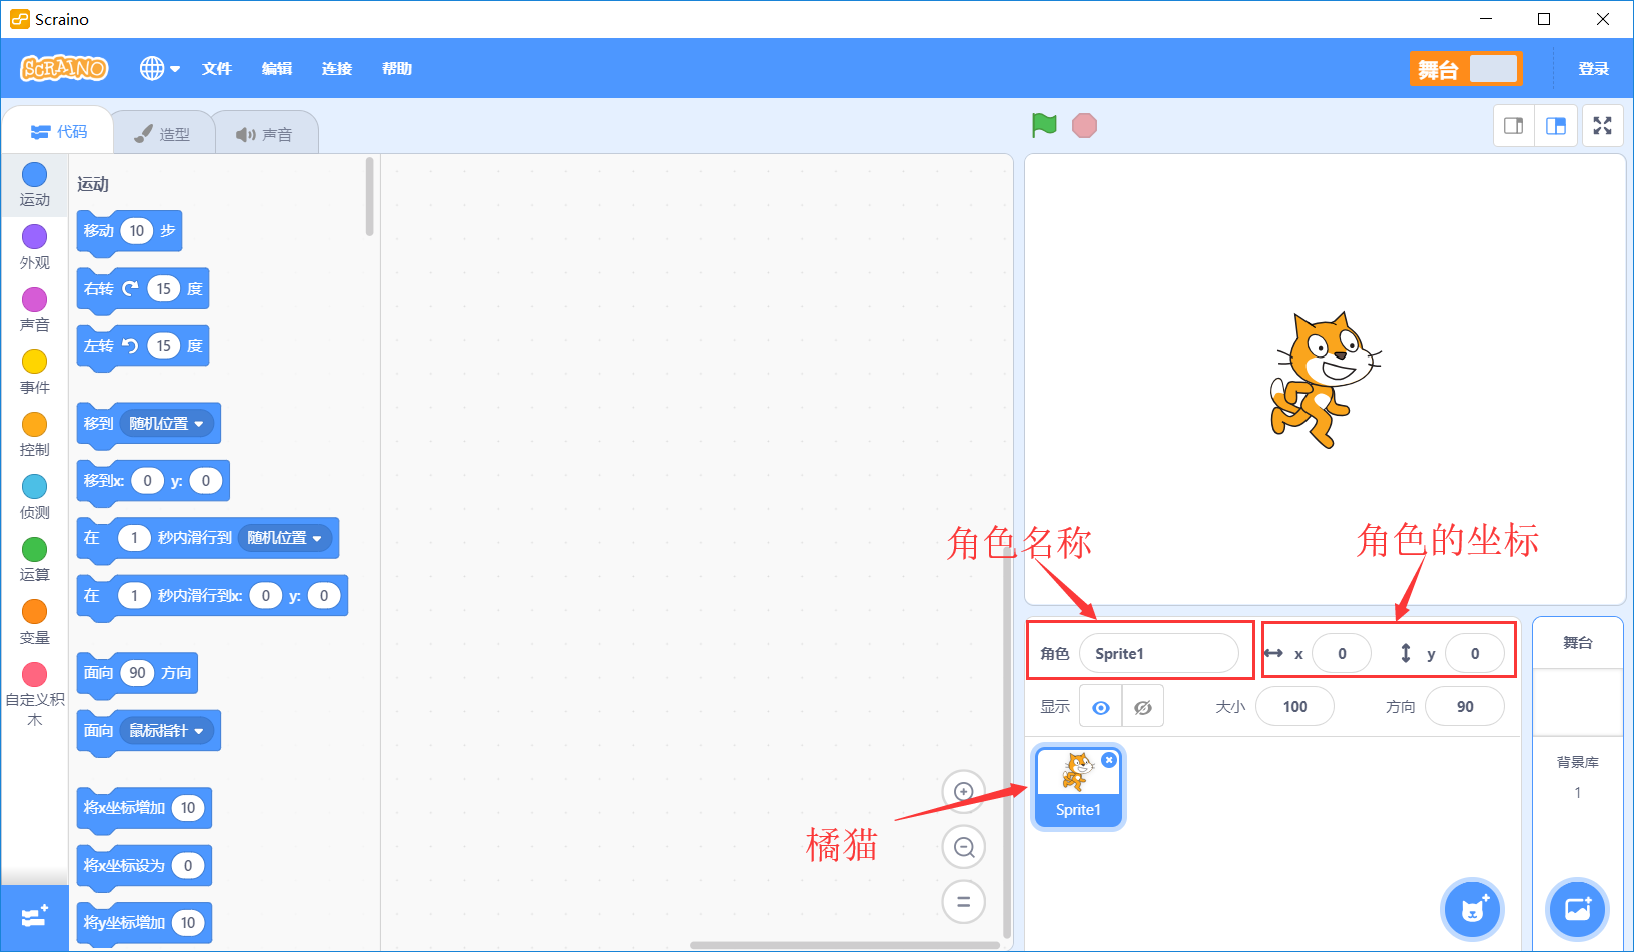 Scraino
SCRAINO 文件 编辑 连接 帮助 舞台 登录
代码 造型 声音
运动
外观
声音
事件
控制
侦测
运算
变量
自定义积
木
运动
移动 10 步
右转 15 度
左转 15 度
移到 随机位置
移到x: 0 y: 0
在 1 秒内滑行到 随机位置
在 1 秒内滑行到x: 0 y: 0
面向 90 方向
面向 鼠标指针
将x坐标增加 10
将x坐标设为 0
将y坐标增加 10
角色名称
角色的坐标
橘猫
角色 Sprite1 x 0 y 0
显示 大小 100 方向 90
Sprite1
舞台
背景库
1